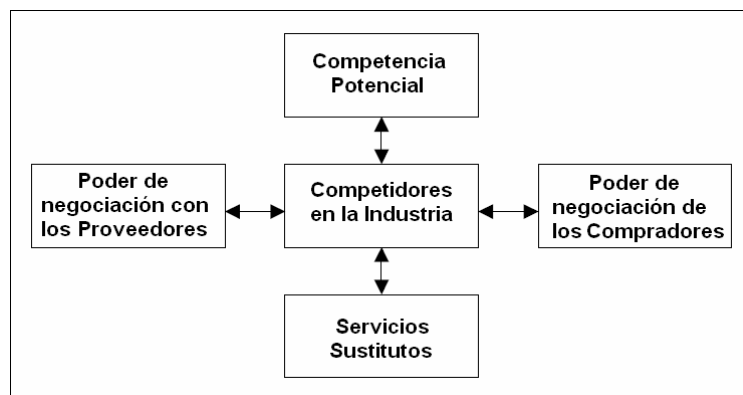 Competencia
Potencial
Poder de
negociación con
los Proveedores
Competidores
en la Industria
Poder de
negociación de
los Compradores
Servicios
Sustitutos